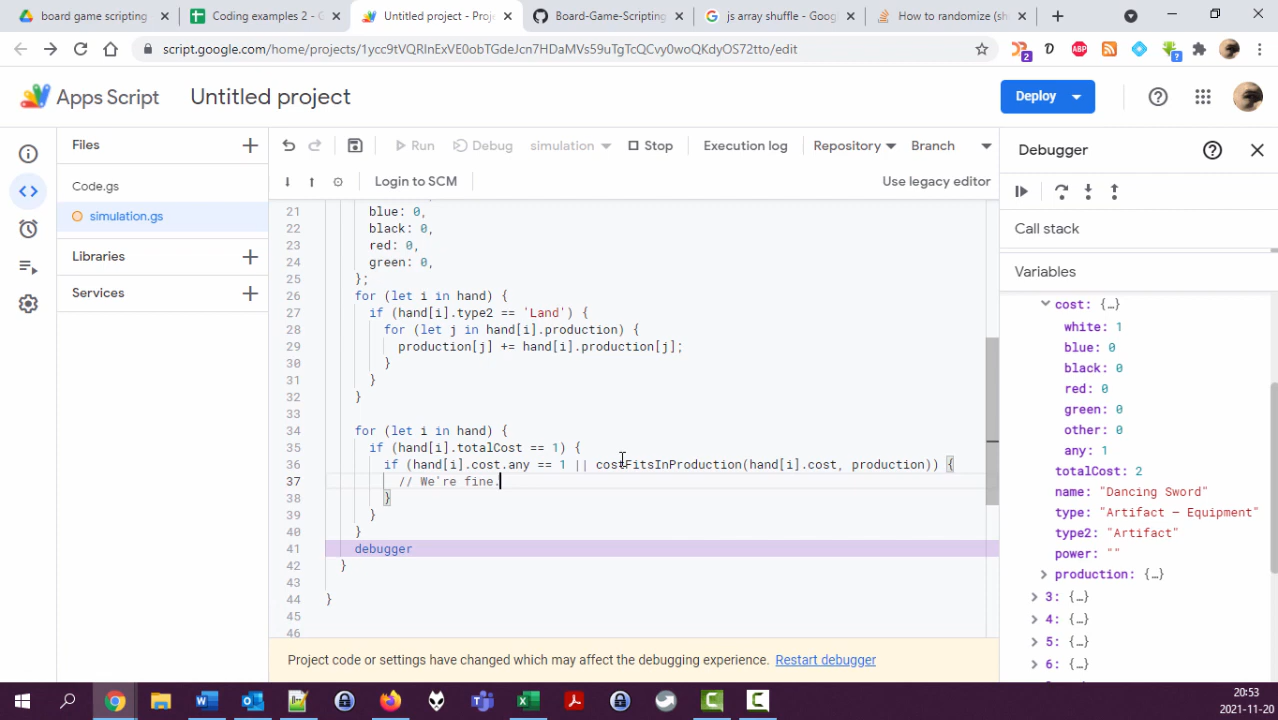 board game scripting
Coding examples 2 - G
Untitled project - Proje
Board-Game-Scripting
js array shuffle - Goog
How to randomize (sh
script.google.com/home/projects/1ycc9tVQRlnExVE0obTGdeJcn7HDaMVs59uTgTcQCvy0woQKdyOS72tto/edit
2
ABP
?
Apps Script
Untitled project
Deploy
Files
Run
Debug
simulation
Stop
Execution log
Repository
Branch
Debugger
Login to SCM
Use legacy editor
Code.gs
simulation.gs
Libraries
Services
21 blue: 0,
22 black: 0,
23 red: 0,
24 green: 0,
25 };
26 for (let i in hand) {
27 if (hand[i].type2 == 'Land') {
28 for (let j in hand[i].production) {
29 production[j] += hand[i].production[j];
30 }
31 }
32 }
33
34 for (let i in hand) {
35 if (hand[i].totalCost == 1) {
36 if (hand[i].cost.any == 1 || costFitsInProduction(hand[i].cost, production)) {
37 // We're fine.
38 }
39 }
40 }
41 debugger
42 }
43
44 }
45
46
Call stack
Variables
cost: {…}
white: 1
blue: 0
black: 0
red: 0
green: 0
other: 0
any: 1
totalCost: 2
name: "Dancing Sword"
type: "Artifact — Equipment"
type2: "Artifact"
power: ""
production: {…}
3: {…}
4: {…}
5: {…}
6: {…}
Project code or settings have changed which may affect the debugging experience. Restart debugger
20:53
2021-11-20